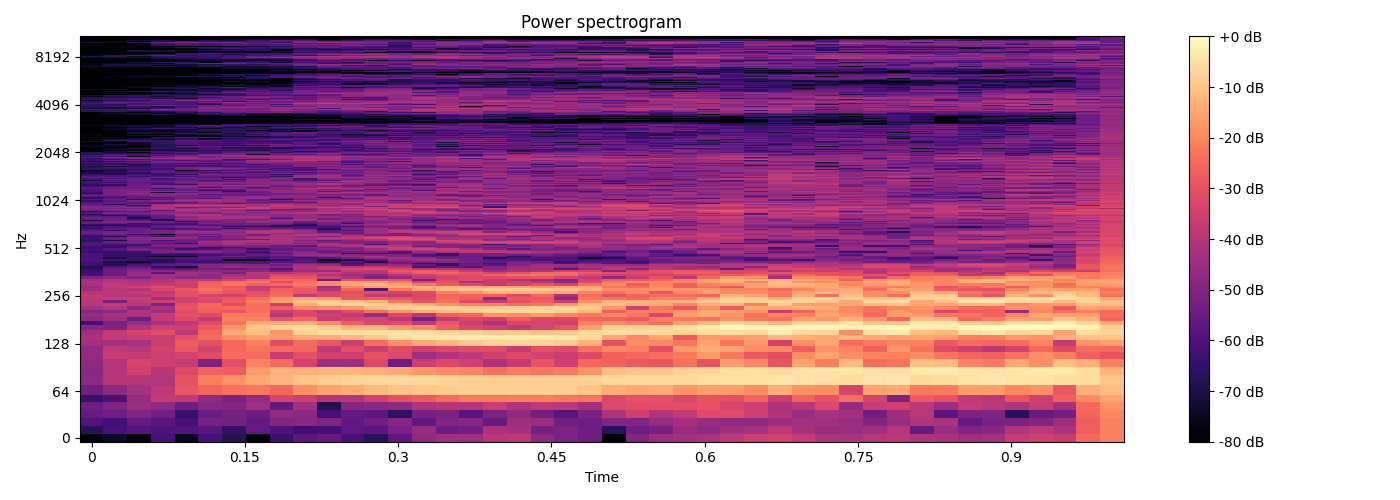 Power spectrogram
Hz
8192
4096
2048
1024
512
256
128
64
0
0
0.15
0.3
0.45
0.6
0.75
0.9
Time
+0 dB
-10 dB
-20 dB
-30 dB
-40 dB
-50 dB
-60 dB
-70 dB
-80 dB